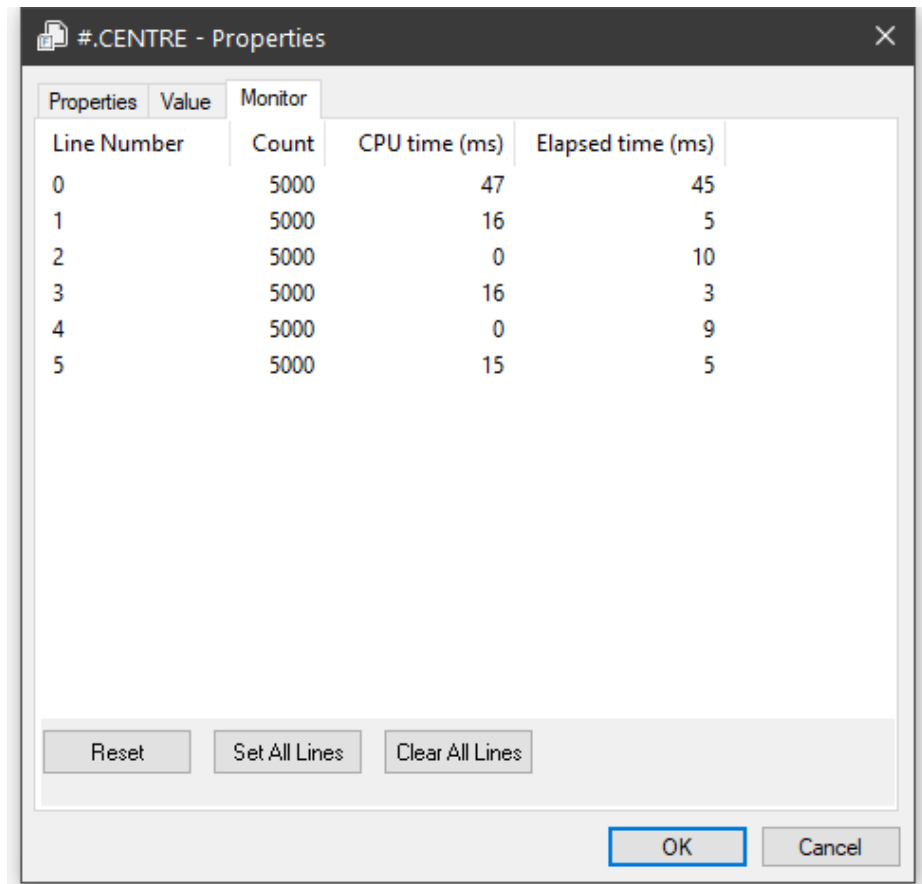 #.CENTRE - Properties
Properties Value Monitor
Line Number Count CPU time (ms) Elapsed time (ms)
0 5000 47 45
1 5000 16 5
2 5000 0 10
3 5000 16 3
4 5000 0 9
5 5000 15 5
Reset Set All Lines Clear All Lines
OK Cancel